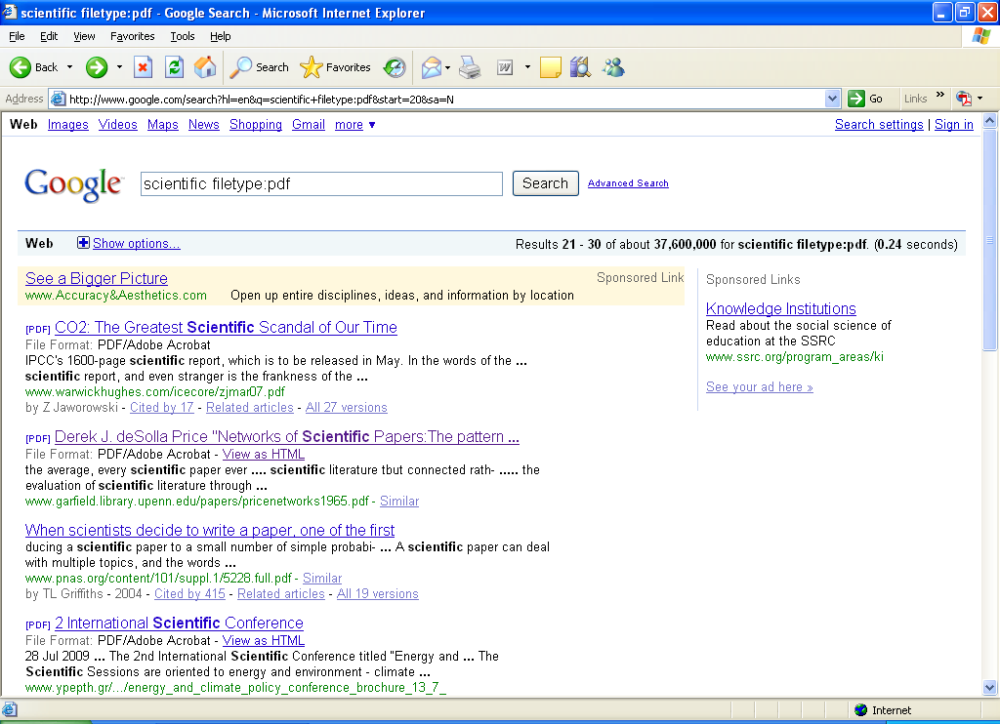 scientific filetype:pdf - Google Search - Microsoft Internet Explorer
File Edit View Favorites Tools Help
Back Search Favorites
Address http://www.google.com/search?hl=en&q=scientific+filetype:pdf&start=20&sa=N Go Links »
Web Images Videos Maps News Shopping Gmail more ▼ Search settings | Sign in
Google scientific filetype:pdf Search Advanced Search
Web Show options... Results 21 - 30 of about 37,600,000 for scientific filetype:pdf. (0.24 seconds)
See a Bigger Picture Sponsored Link
www.Accuracy&Aesthetics.com Open up entire disciplines, ideas, and information by location
[PDF] CO2: The Greatest Scientific Scandal of Our Time
File Format: PDF/Adobe Acrobat
IPCC's 1600-page scientific report, which is to be released in May. In the words of the ...
scientific report, and even stranger is the frankness of the ...
www.warwickhughes.com/icecore/zjmar07.pdf
by Z Jaworowski - Cited by 17 - Related articles - All 27 versions
[PDF] Derek J. deSolla Price "Networks of Scientific Papers:The pattern ...
File Format: PDF/Adobe Acrobat - View as HTML
the average, every scientific paper ever .... scientific literature tbut connected rath- ..... the
evaluation of scientific literature through ...
www.garfield.library.upenn.edu/papers/pricenetworks1965.pdf - Similar
When scientists decide to write a paper, one of the first
ducing a scientific paper to a small number of simple probabi- ... A scientific paper can deal
with multiple topics, and the words ...
www.pnas.org/content/101/suppl.1/5228.full.pdf - Similar
by TL Griffiths - 2004 - Cited by 415 - Related articles - All 19 versions
[PDF] 2 International Scientific Conference
File Format: PDF/Adobe Acrobat - View as HTML
28 Jul 2009 ... The 2nd International Scientific Conference titled "Energy and ... The
Scientific Sessions are oriented to energy and environment - climate ...
www.ypepth.gr/.../energy_and_climate_policy_conference_brochure_13_7_
Sponsored Links
Knowledge Institutions
Read about the social science of
education at the SSRC
www.ssrc.org/program_areas/ki
See your ad here »
Internet